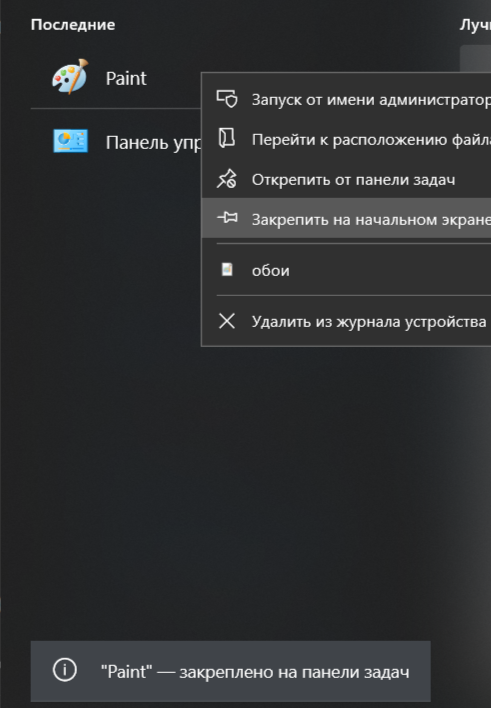 Последние
Лучш
Paint
Запуск от имени администратор
Панель упр
Перейти к расположению файла
Открепить от панели задач
Закрепить на начальном экране
обои
Удалить из журнала устройства
"Paint" — закреплено на панели задач